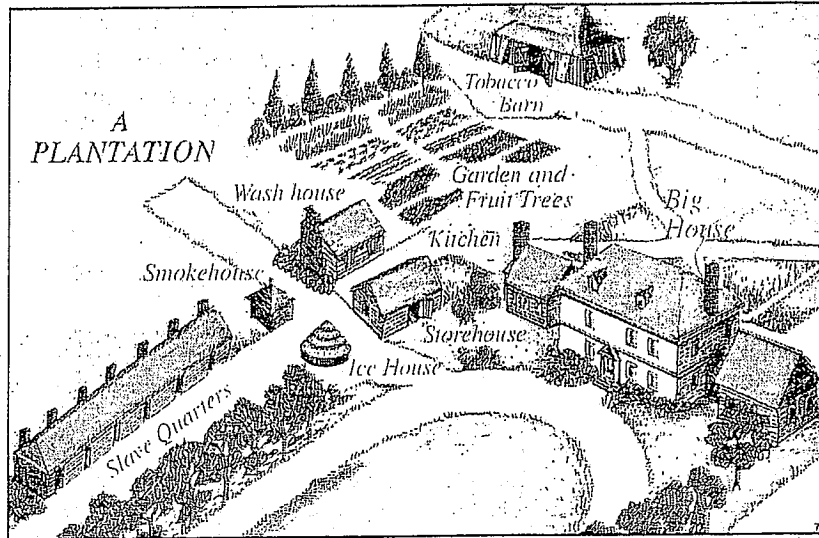 A
PLANTATION
Tobacco
Barn
Garden and
Fruit Trees
Wash house
Big
House
Kitchen
Smokehouse
Storehouse
Ice House
Slave Quarters